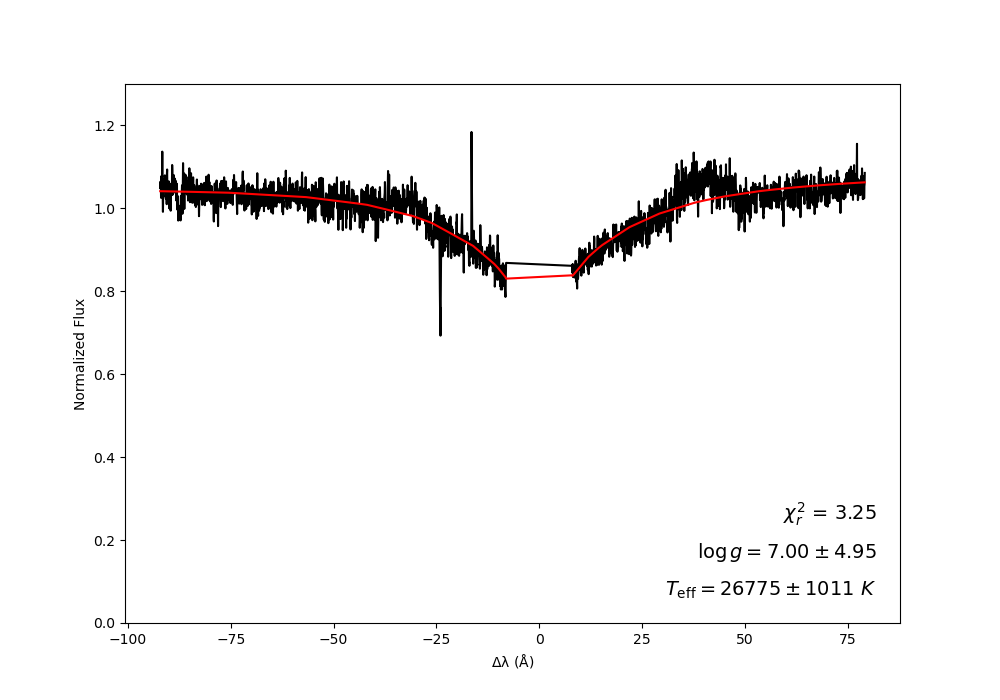 1.2
1.0
0.8
0.6
0.4
0.2
0.0
Normalized Flux
χ²ᵣ = 3.25
log g = 7.00 ± 4.95
T_eff = 26775 ± 1011 K
−100 −75 −50 −25 0 25 50 75
Δλ (Å)